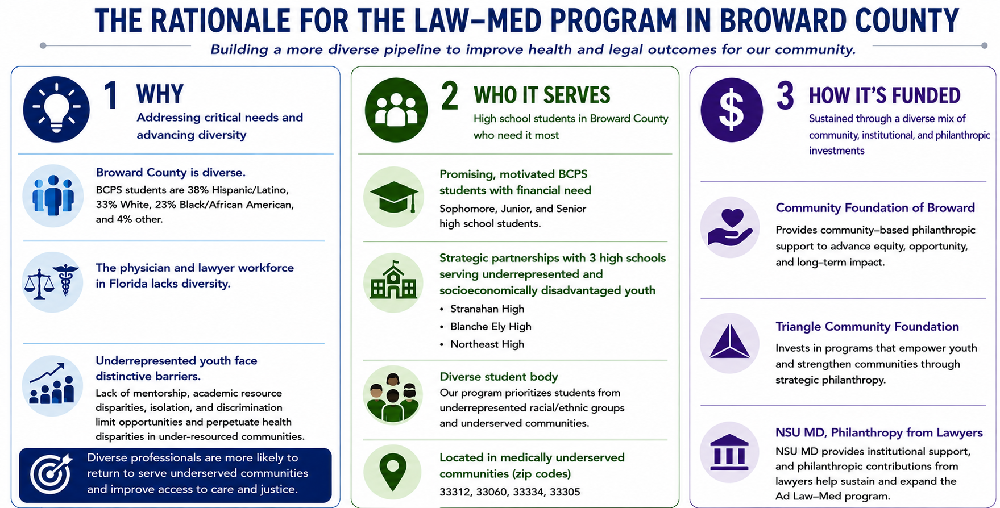 THE RATIONALE FOR THE LAW–MED PROGRAM IN BROWARD COUNTY
Building a more diverse pipeline to improve health and legal outcomes for our community.
1 WHY
Addressing critical needs and
advancing diversity
Broward County is diverse.
BCPS students are 38% Hispanic/Latino,
33% White, 23% Black/African American,
and 4% other.
The physician and lawyer workforce
in Florida lacks diversity.
Underrepresented youth face
distinctive barriers.
Lack of mentorship, academic resource
disparities, isolation, and discrimination
limit opportunities and perpetuate health
disparities in under-resourced communities.
Diverse professionals are more likely to
return to serve underserved communities
and improve access to care and justice.
2 WHO IT SERVES
High school students in Broward County
who need it most
Promising, motivated BCPS
students with financial need
Sophomore, Junior, and Senior
high school students.
Strategic partnerships with 3 high schools
serving underrepresented and
socioeconomically disadvantaged youth
• Stranahan High
• Blanche Ely High
• Northeast High
Diverse student body
Our program prioritizes students from
underrepresented racial/ethnic groups
and underserved communities.
Located in medically underserved
communities (zip codes)
33312, 33060, 33334, 33305
3 HOW IT'S FUNDED
Sustained through a diverse mix of
community, institutional, and philanthropic
investments
Community Foundation of Broward
Provides community–based philanthropic
support to advance equity, opportunity,
and long–term impact.
Triangle Community Foundation
Invests in programs that empower youth
and strengthen communities through
strategic philanthropy.
NSU MD, Philanthropy from Lawyers
NSU MD provides institutional support,
and philanthropic contributions from
lawyers help sustain and expand the
Ad Law–Med program.